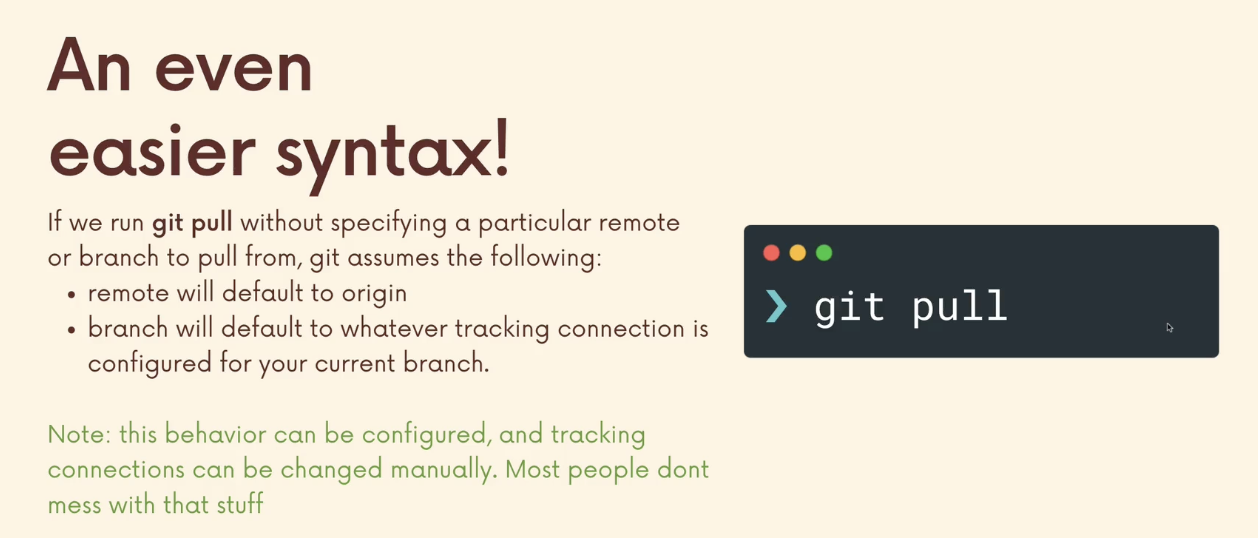 An even
easier syntax!
If we run git pull without specifying a particular remote
or branch to pull from, git assumes the following:
• remote will default to origin
• branch will default to whatever tracking connection is
configured for your current branch.
Note: this behavior can be configured, and tracking
connections can be changed manually. Most people dont
mess with that stuff
❯ git pull